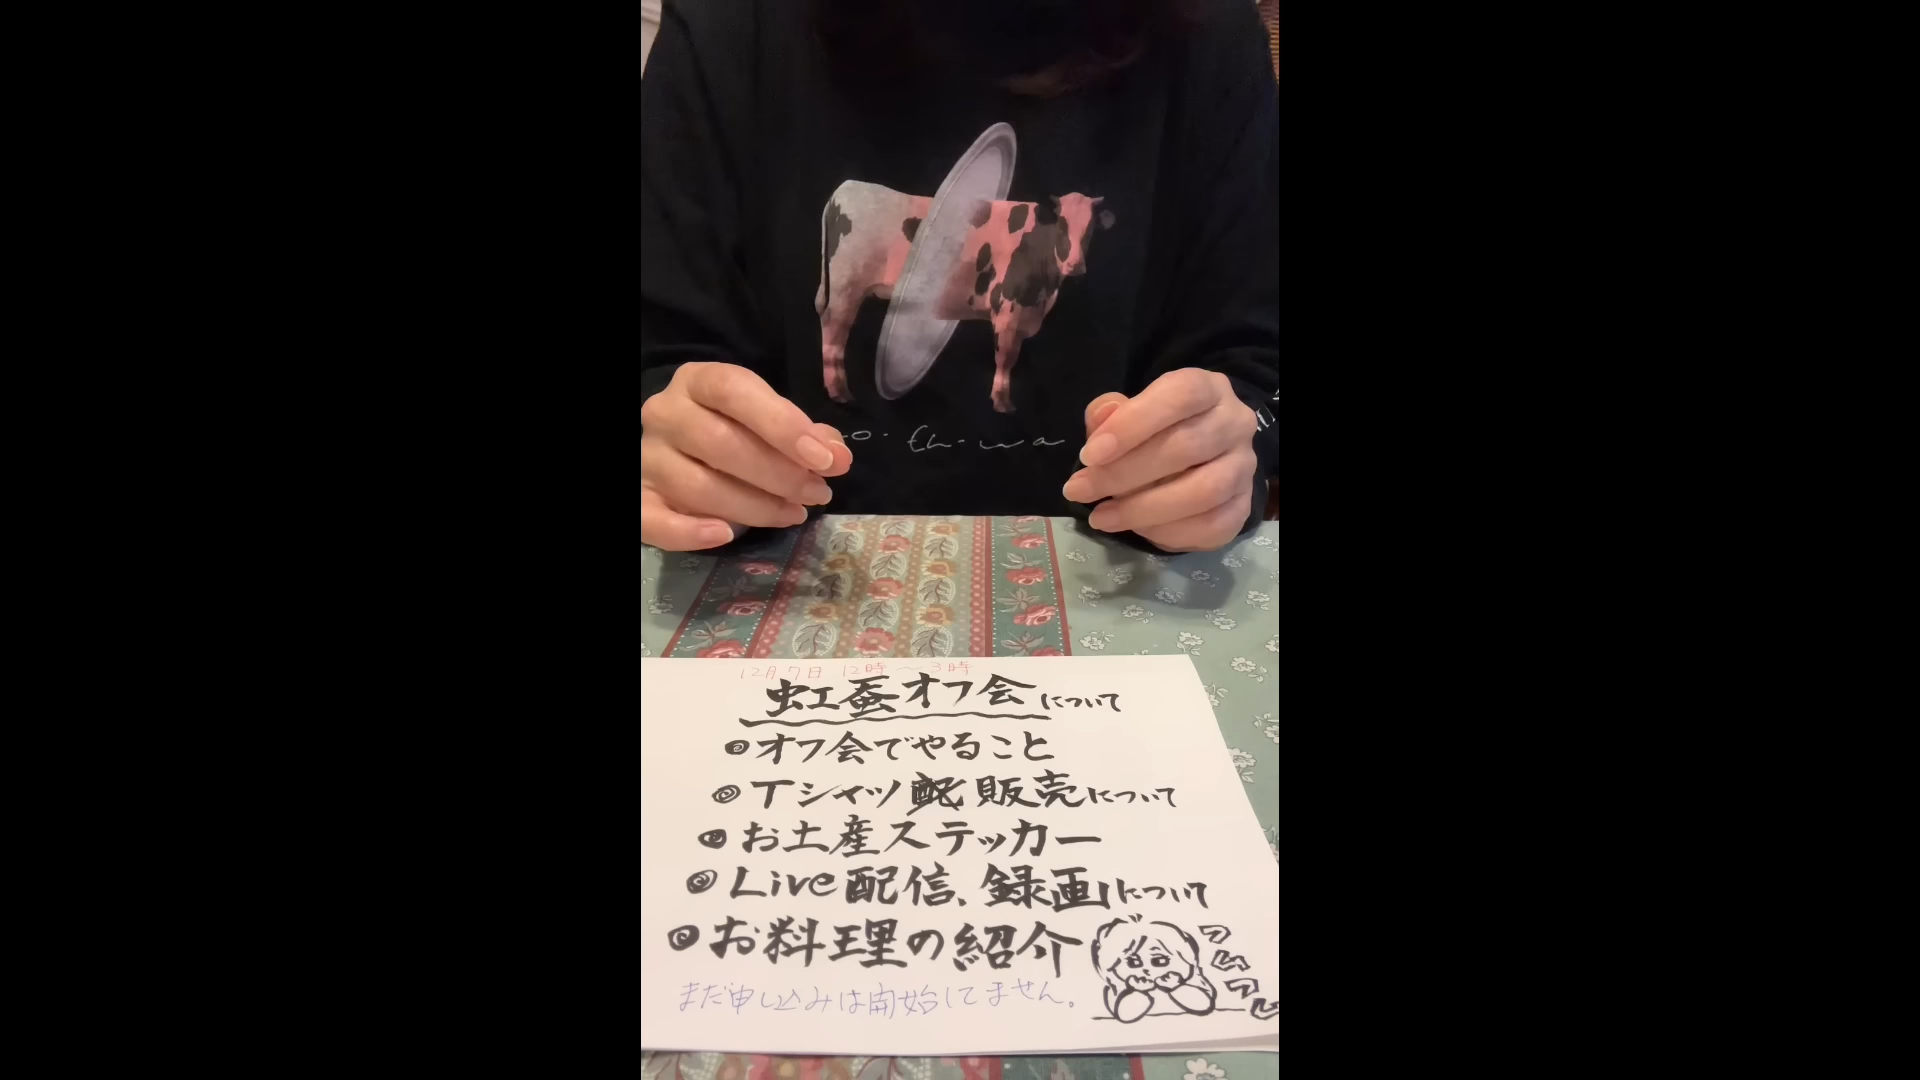 12月7日 12時〜3時
虹蚕オフ会について
オフ会でやること
Tシャツ 販売について
お土産ステッカー
Live配信、録画について
お料理の紹介
まだ申し込みは開始してません。